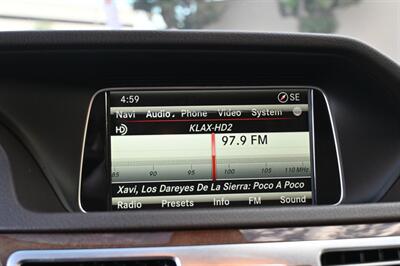 4:59 SE
Navi Audio Phone Video System
KLAX-HD2
97.9 FM
85 90 95 100 105 110 MHz
Xavi, Los Dareyes De La Sierra: Poco A Poco
Radio Presets Info FM Sound